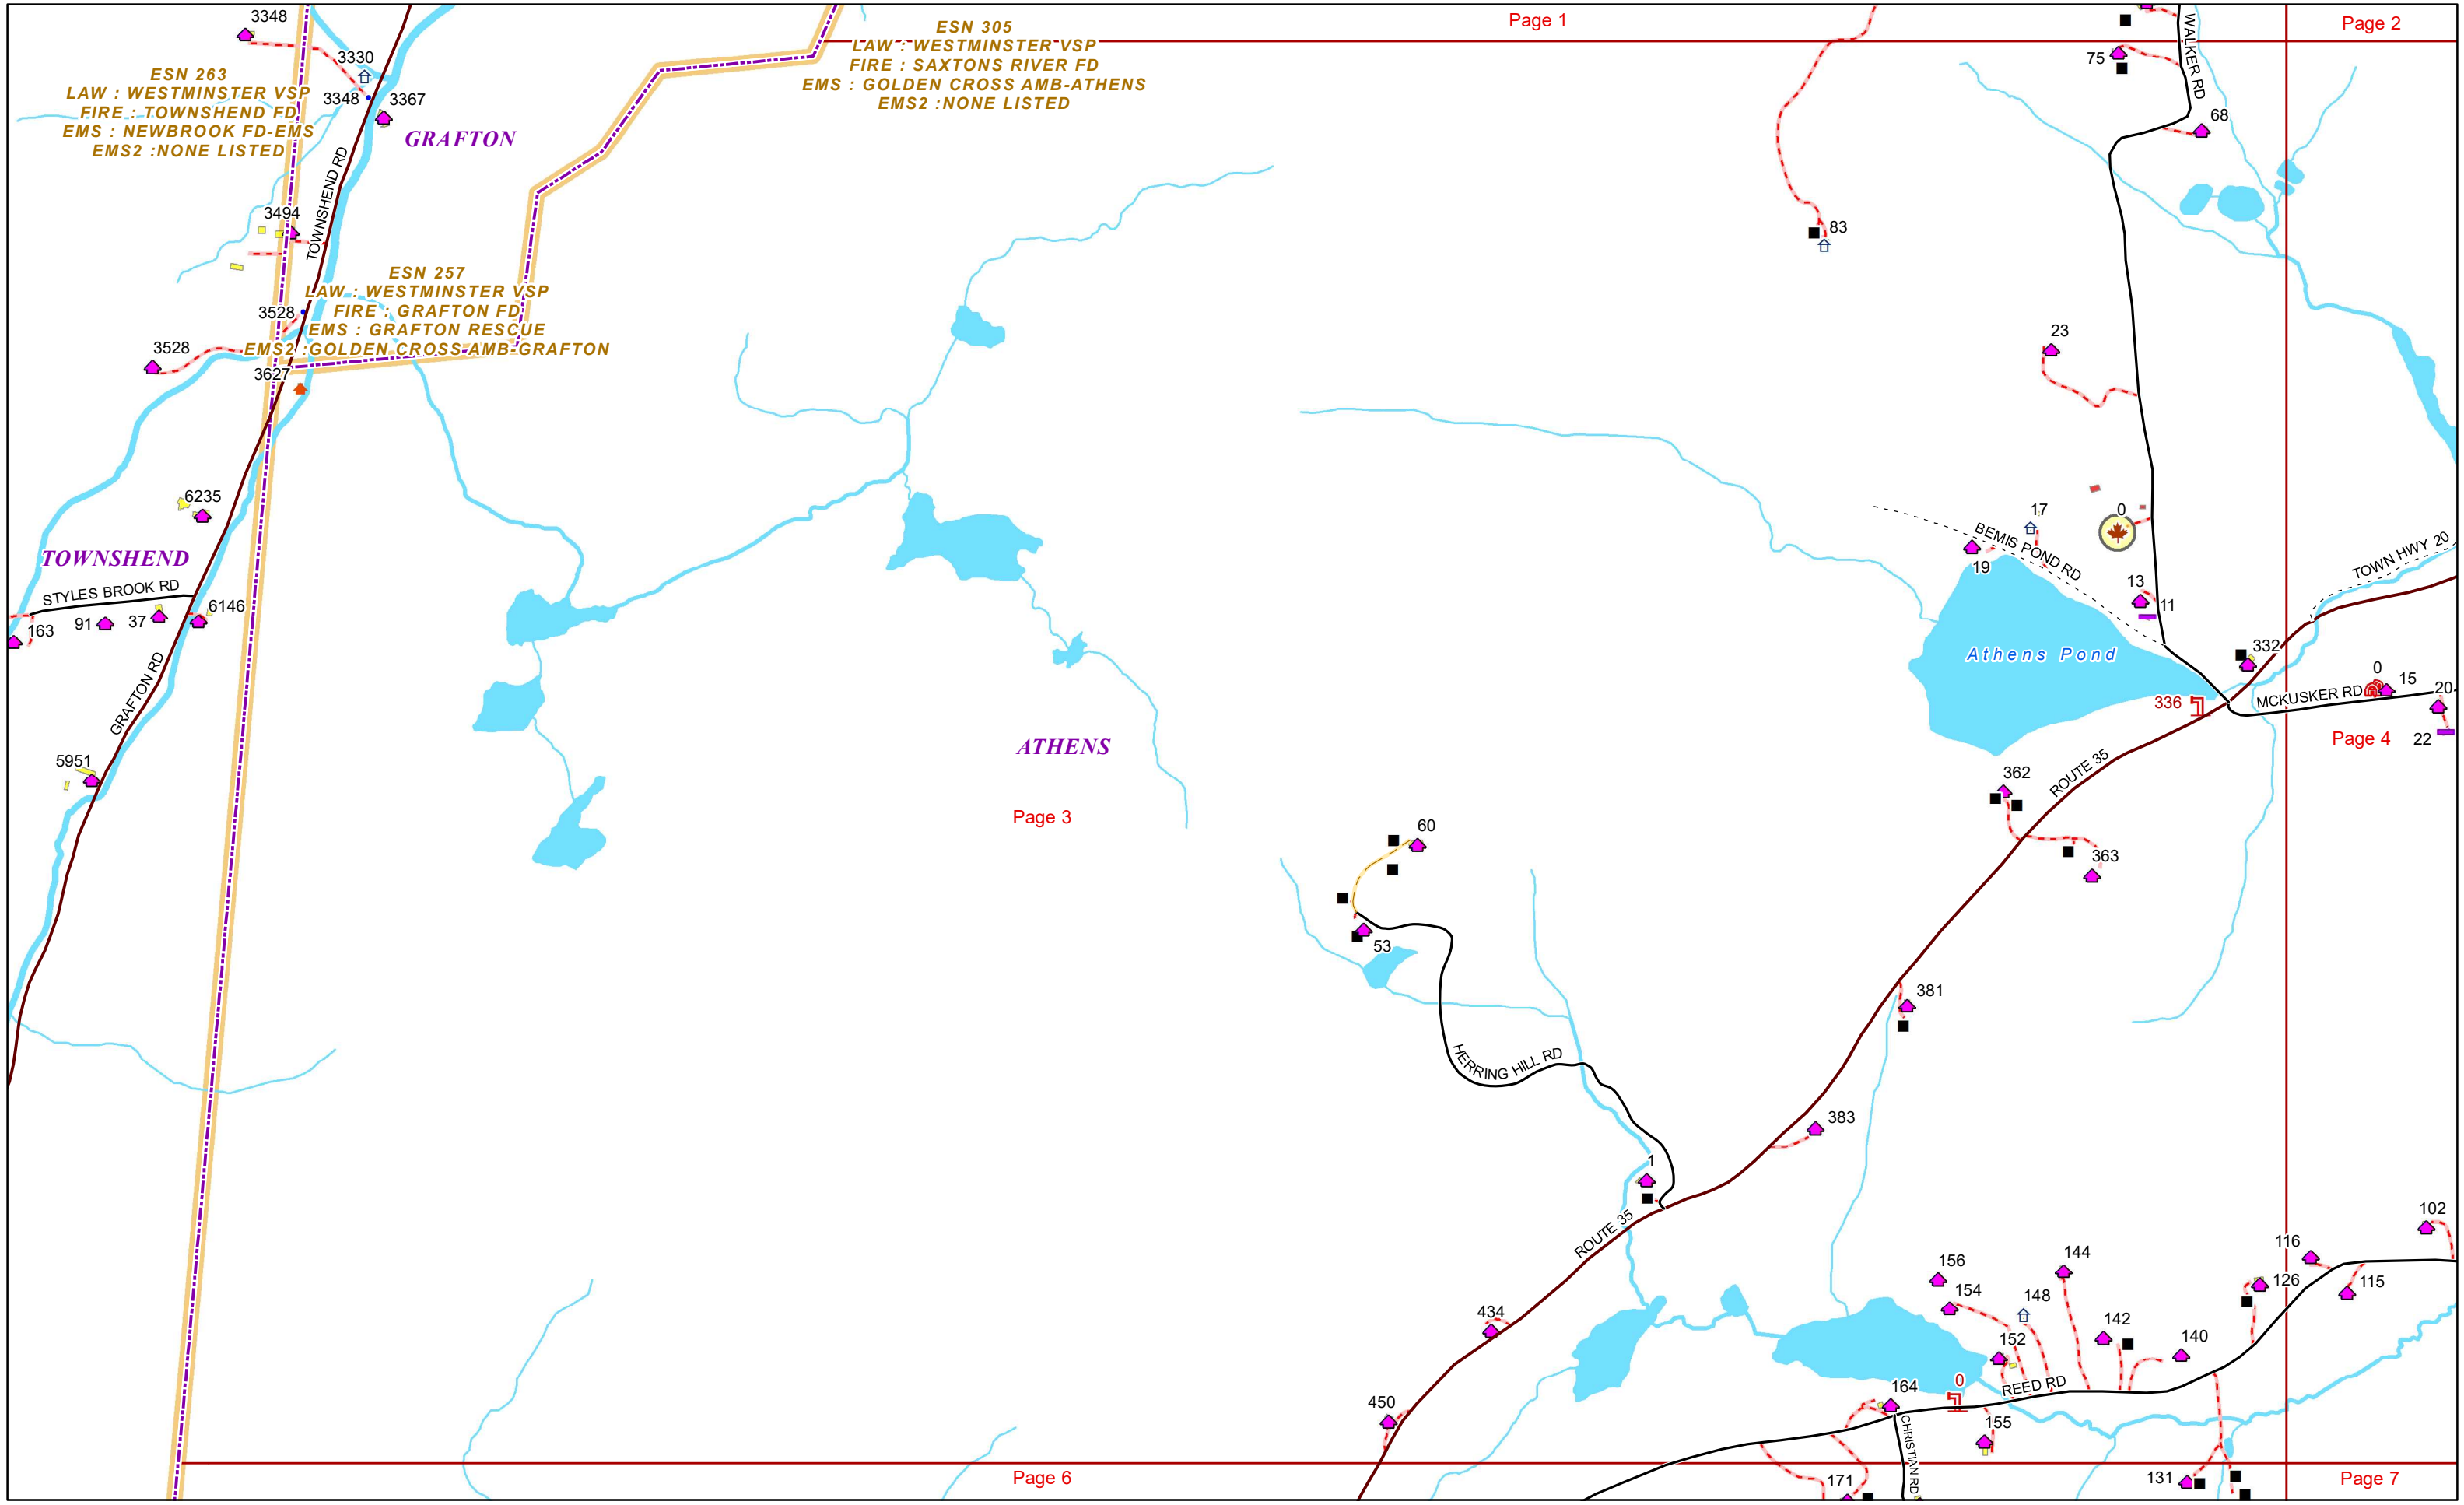 3348
ESN 305
LAW : WESTMINSTER VSP
FIRE : SAXTONS RIVER FD
EMS : GOLDEN CROSS AMB-ATHENS
EMS2 :NONE LISTED
Page 1
Page 2
WALKER RD
75
68
3330
3348
3367
ESN 263
LAW : WESTMINSTER VSP
FIRE : TOWNSHEND FD
EMS : NEWBROOK FD-EMS
EMS2 :NONE LISTED
GRAFTON
TOWNSHEND RD
3494
83
ESN 257
LAW : WESTMINSTER VSP
FIRE : GRAFTON FD
EMS : GRAFTON RESCUE
EMS2 :GOLDEN CROSS AMB-GRAFTON
3528
3528
3627
23
6235
17
0
BEMIS POND RD
19
TOWN HWY 20
TOWNSHEND
STYLES BROOK RD
163
91
37
6146
13
11
Athens Pond
332
336
MCKUSKER RD
0
15
20
22
Page 4
GRAFTON RD
5951
ATHENS
Page 3
362
ROUTE 35
363
60
53
381
HERRING HILL RD
383
1
ROUTE 35
434
450
156
154
144
148
152
142
140
116
126
115
102
REED RD
164
0
155
CHRISTIAN RD
171
131
Page 6
Page 7